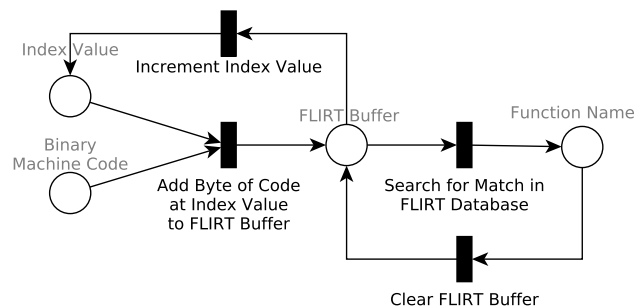 Index Value
Increment Index Value
FLIRT Buffer
Function Name
Binary
Machine Code
Add Byte of Code
at Index Value
to FLIRT Buffer
Search for Match in
FLIRT Database
Clear FLIRT Buffer